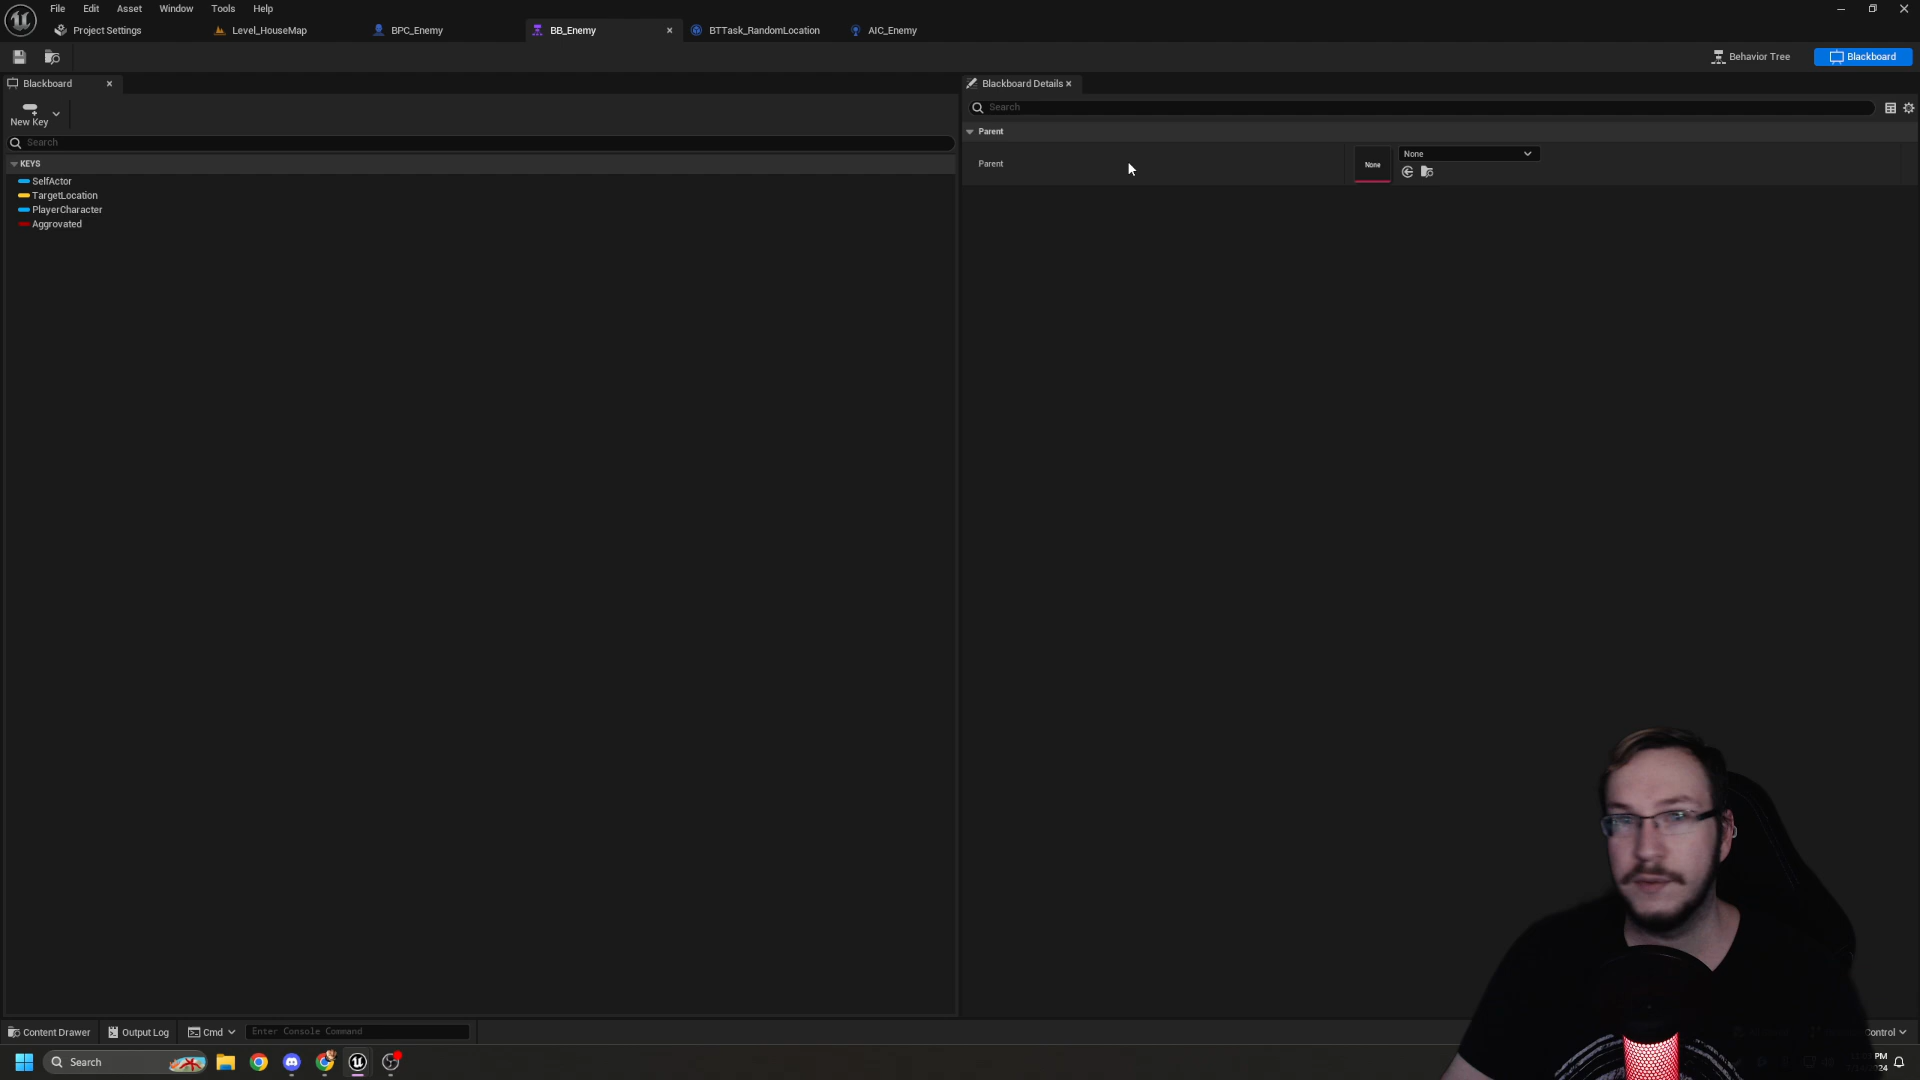 File Edit Asset Window Tools Help
Project Settings Level_HouseMap BPC_Enemy BB_Enemy BTTask_RandomLocation AIC_Enemy
Behavior Tree Blackboard
Blackboard
New Key
Search
KEYS
SelfActor
TargetLocation
PlayerCharacter
Aggrovated
Blackboard Details
Search
Parent
Parent None None
Content Drawer Output Log Cmd Enter Console Command
Control
Search
PM